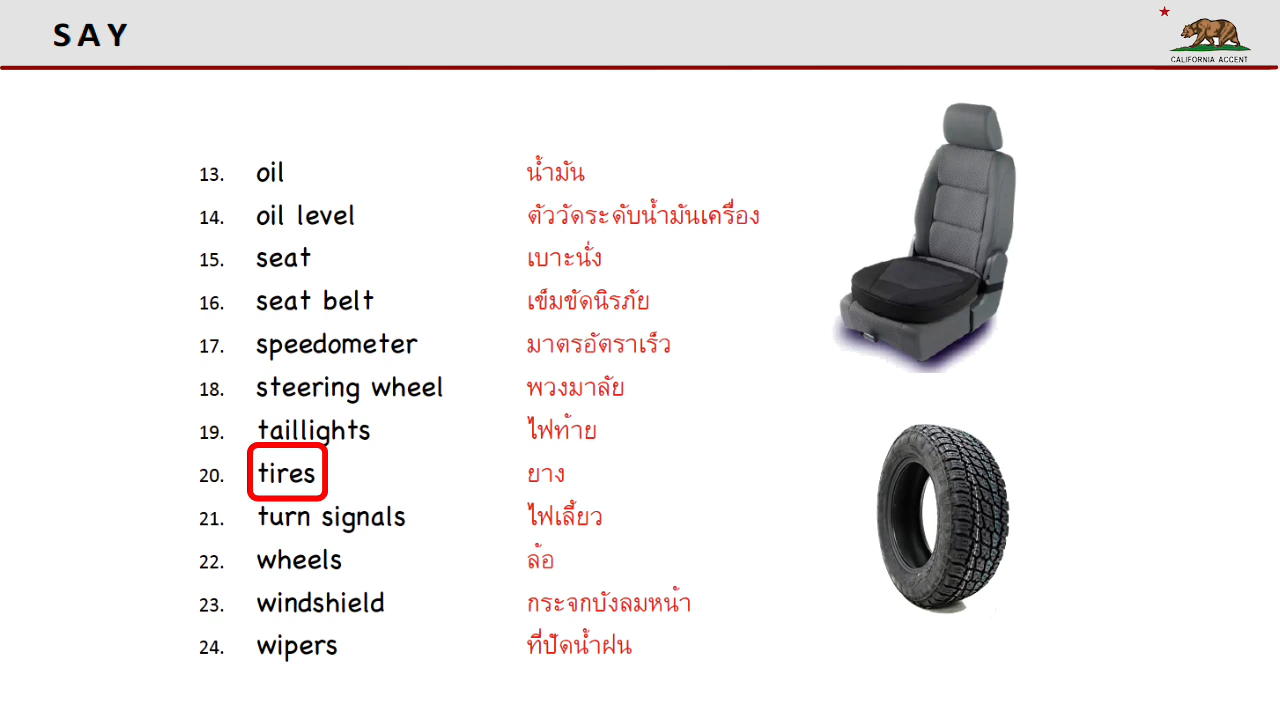 SAY
CALIFORNIA ACCENT
13. oil น้ำมัน
14. oil level ตัววัดระดับน้ำมันเครื่อง
15. seat เบาะนั่ง
16. seat belt เข็มขัดนิรภัย
17. speedometer มาตรอัตราเร็ว
18. steering wheel พวงมาลัย
19. taillights ไฟท้าย
20. tires ยาง
21. turn signals ไฟเลี้ยว
22. wheels ล้อ
23. windshield กระจกบังลมหน้า
24. wipers ที่ปัดน้ำฝน